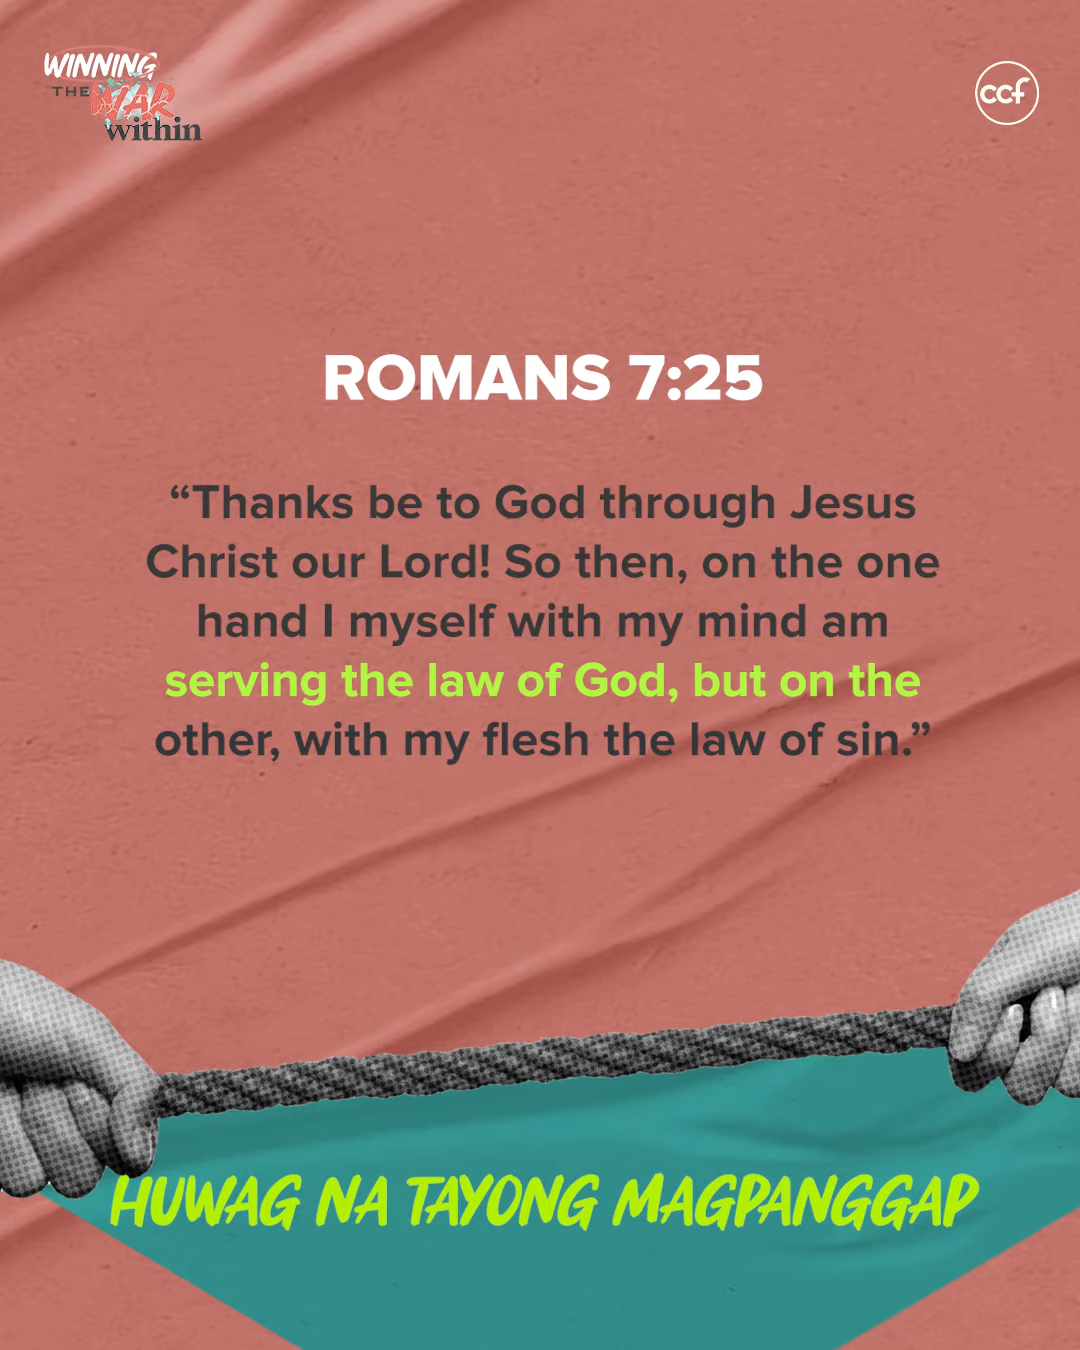 WINNING
THE WAR
within
ccf
ROMANS 7:25
“Thanks be to God through Jesus
Christ our Lord! So then, on the one
hand I myself with my mind am
serving the law of God, but on the
other, with my flesh the law of sin.”
HUWAG NA TAYONG MAGPANGGAP